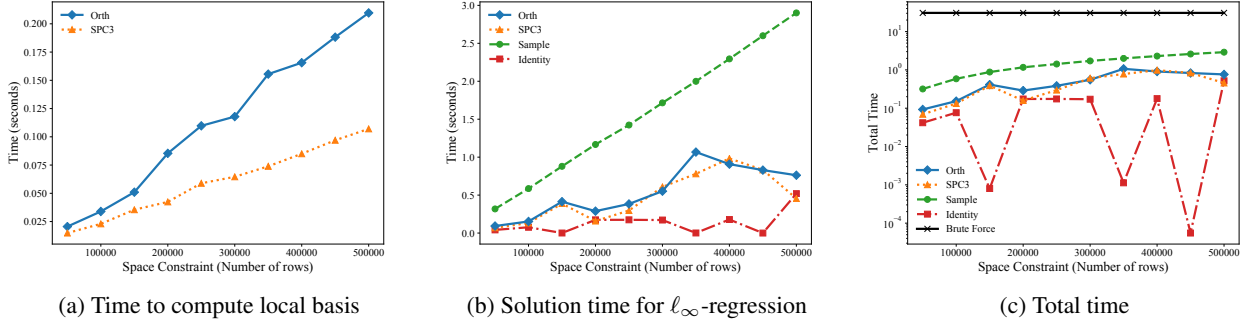 0.200
0.175
0.150
0.125
0.100
0.075
0.050
0.025
Time (seconds)
Orth
SPC3
100000 200000 300000 400000 500000
Space Constraint (Number of rows)
(a) Time to compute local basis
3.0
2.5
2.0
1.5
1.0
0.5
0.0
Time (seconds)
Orth
SPC3
Sample
Identity
100000 200000 300000 400000 500000
Space Constraint (Number of rows)
(b) Solution time for ℓ∞-regression
10¹
10⁰
10⁻¹
10⁻²
10⁻³
10⁻⁴
Total Time
Orth
SPC3
Sample
Identity
Brute Force
100000 200000 300000 400000 500000
Space Constraint (Number of rows)
(c) Total time